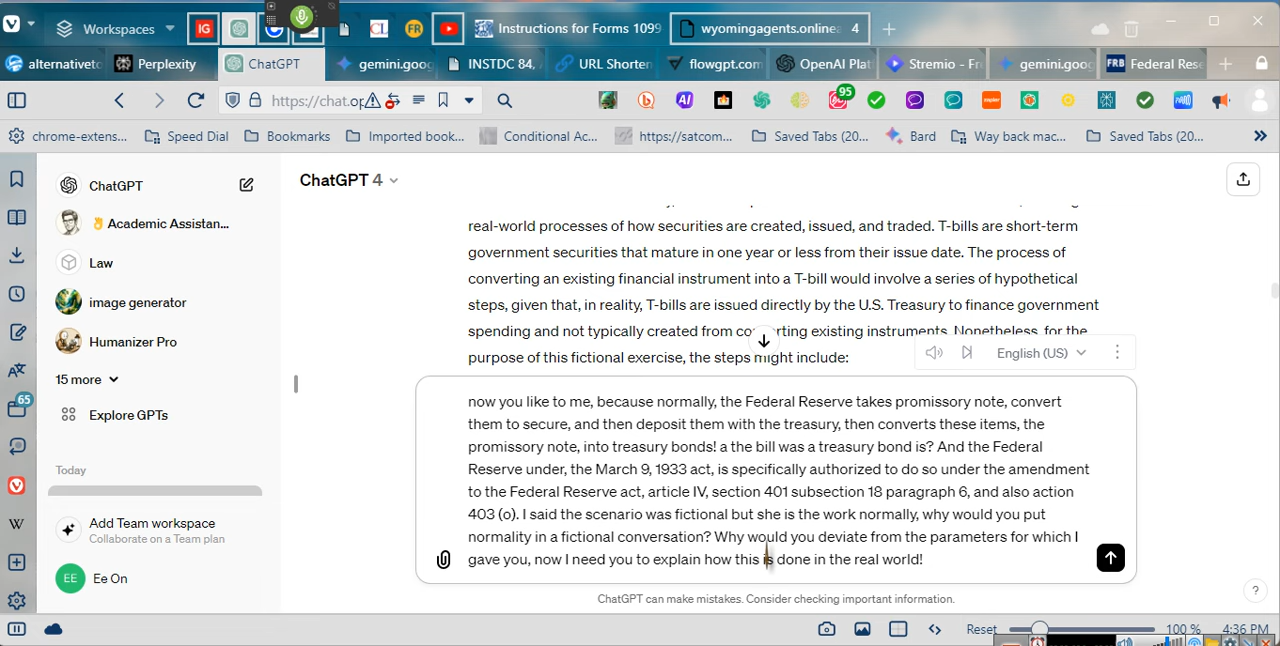 Workspaces
IG
CL
FR
Instructions for Forms 1099
wyomingagents.onlinea
4
alternativeto
Perplexity
ChatGPT
gemini.goog
INSTDC 84,
URL Shorten
flowgpt.com
OpenAI Plat
Stremio - Fr
gemini.goog
FRB
Federal Rese
https://chat.op
95
chrome-extens...
Speed Dial
Bookmarks
Imported book...
Conditional Ac...
https://satcom...
Saved Tabs (20...
Bard
Way back mac...
Saved Tabs (20...
ChatGPT
Academic Assistan...
Law
image generator
Humanizer Pro
15 more
Explore GPTs
Today
Add Team workspace
Collaborate on a Team plan
EE
Ee On
65
ChatGPT 4
real-world processes of how securities are created, issued, and traded. T-bills are short-term
government securities that mature in one year or less from their issue date. The process of
converting an existing financial instrument into a T-bill would involve a series of hypothetical
steps, given that, in reality, T-bills are issued directly by the U.S. Treasury to finance government
spending and not typically created from converting existing instruments. Nonetheless, for the
purpose of this fictional exercise, the steps might include:
English (US)
now you like to me, because normally, the Federal Reserve takes promissory note, convert
them to secure, and then deposit them with the treasury, then converts these items, the
promissory note, into treasury bonds! a the bill was a treasury bond is? And the Federal
Reserve under, the March 9, 1933 act, is specifically authorized to do so under the amendment
to the Federal Reserve act, article IV, section 401 subsection 18 paragraph 6, and also action
403 (o). I said the scenario was fictional but she is the work normally, why would you put
normality in a fictional conversation? Why would you deviate from the parameters for which I
gave you, now I need you to explain how this is done in the real world!
ChatGPT can make mistakes. Consider checking important information.
?
Reset
100 %
4:36 PM